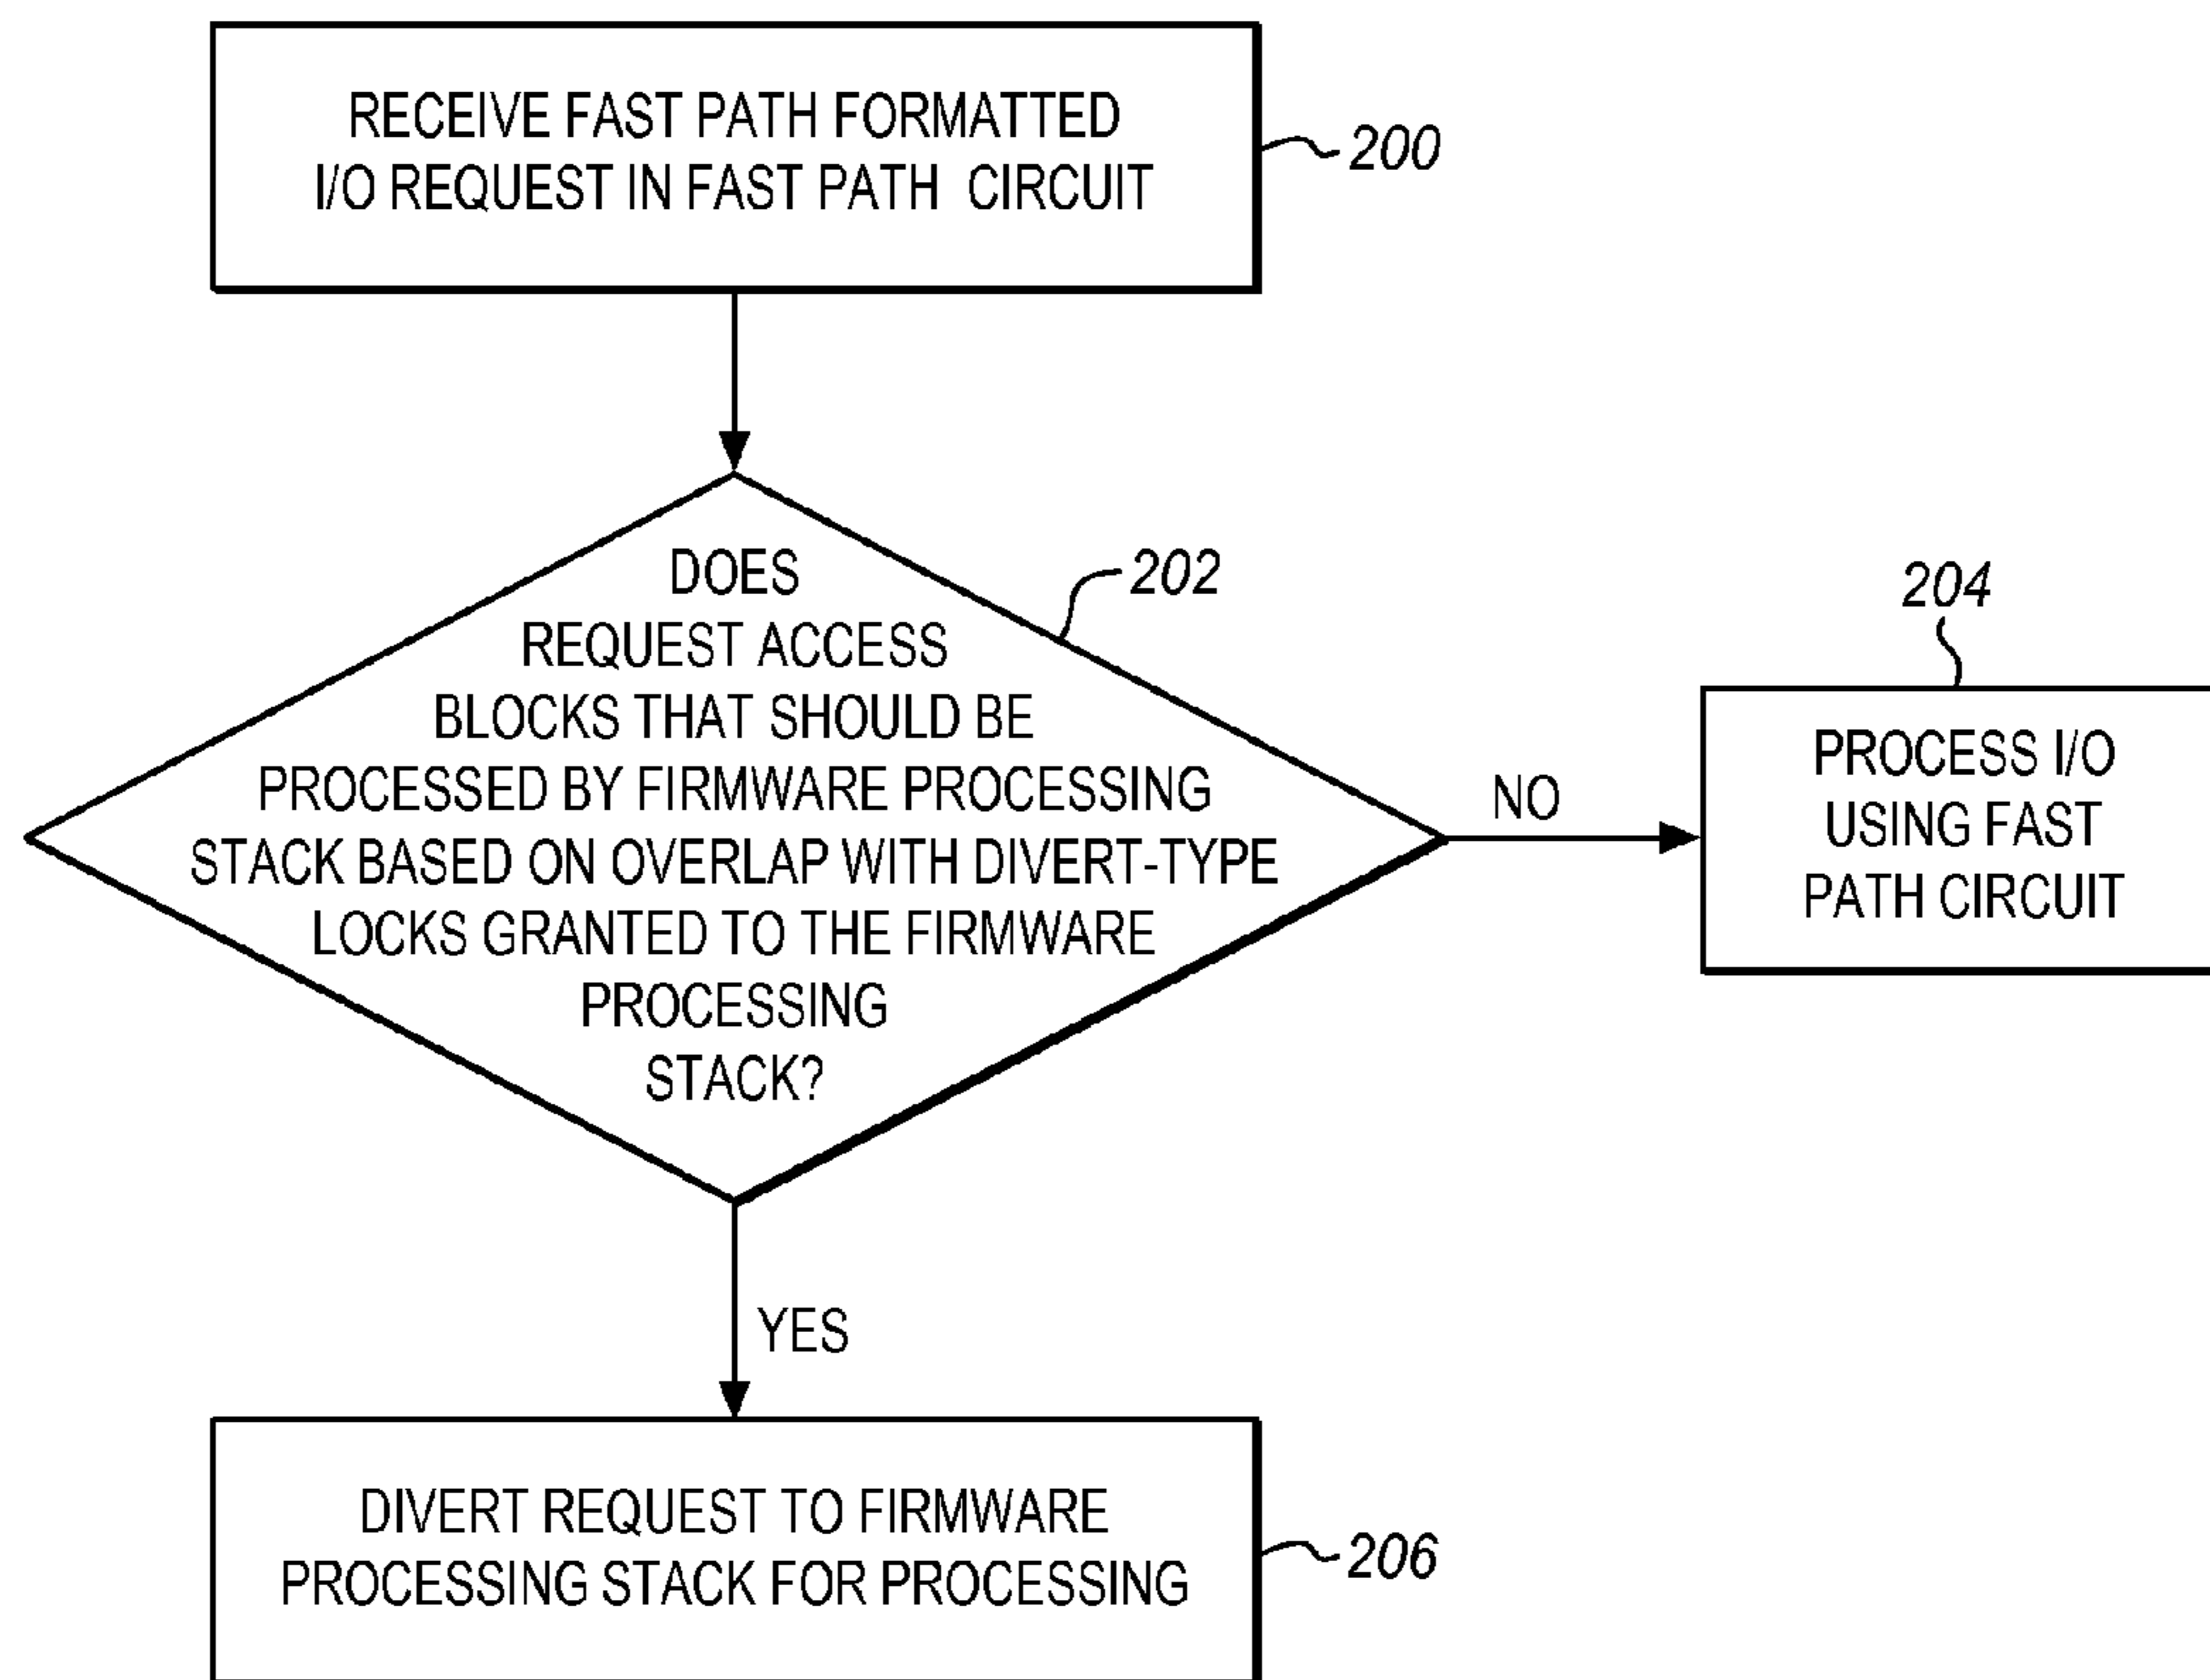 RECEIVE FAST PATH FORMATTED
I/O REQUEST IN FAST PATH CIRCUIT
200
DOES
REQUEST ACCESS
BLOCKS THAT SHOULD BE
PROCESSED BY FIRMWARE PROCESSING
STACK BASED ON OVERLAP WITH DIVERT-TYPE
LOCKS GRANTED TO THE FIRMWARE
PROCESSING
STACK?
202
NO
204
PROCESS I/O
USING FAST
PATH CIRCUIT
YES
DIVERT REQUEST TO FIRMWARE
PROCESSING STACK FOR PROCESSING
206